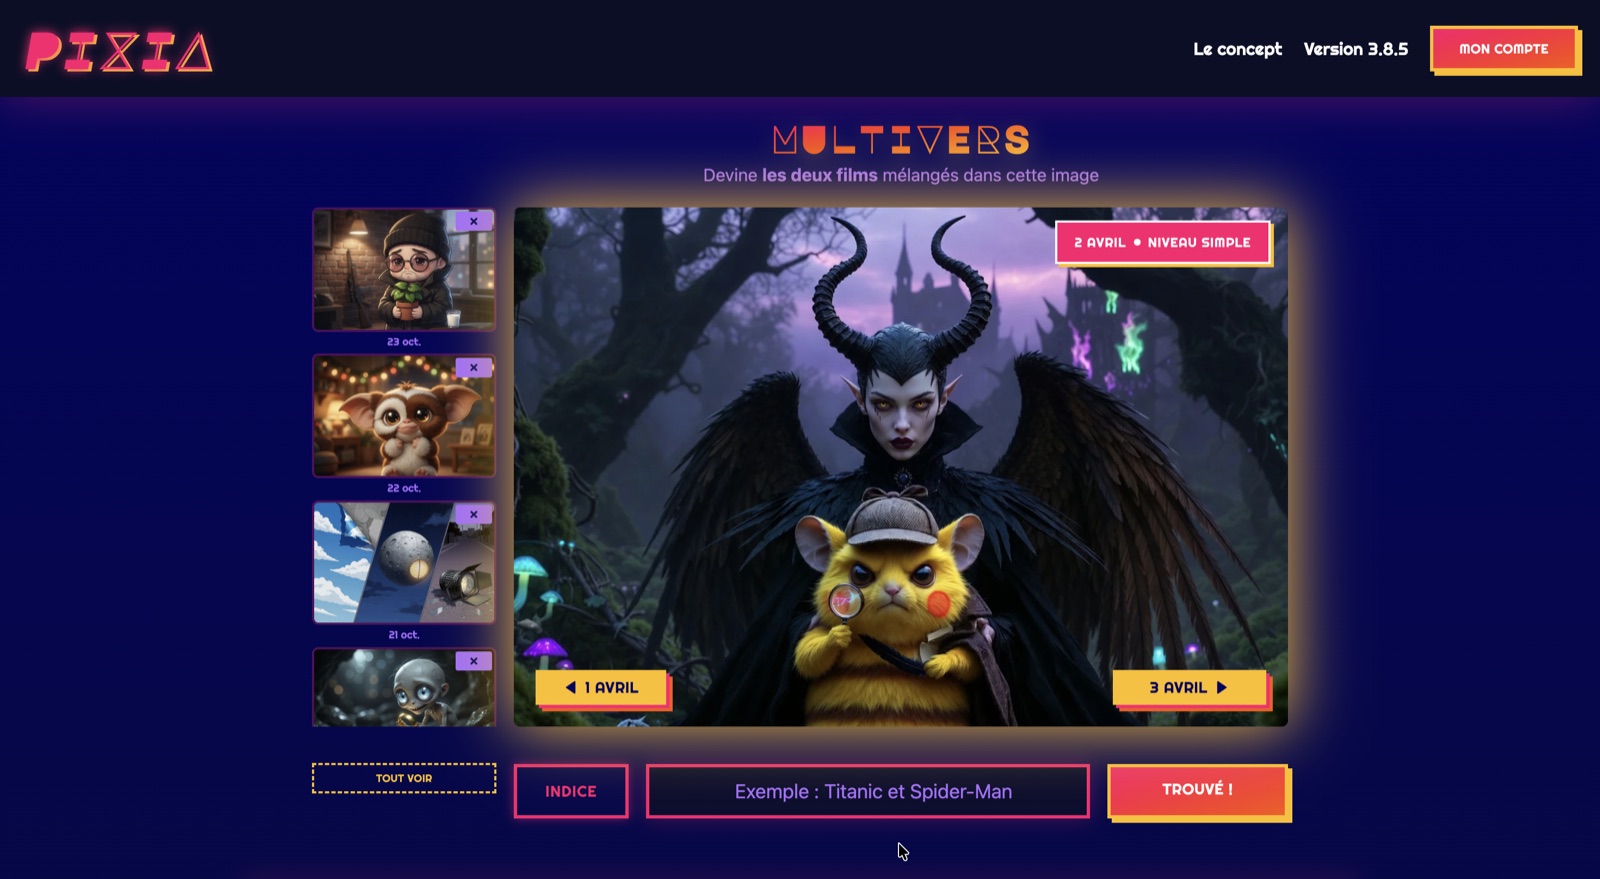 PIXIA
Le concept
Version 3.8.5
MON COMPTE
MULTIVERS
Devine les deux films mélangés dans cette image
×
23 oct.
×
22 oct.
×
21 oct.
×
TOUT VOIR
2 AVRIL • NIVEAU SIMPLE
◀ 1 AVRIL
3 AVRIL ▶
INDICE
Exemple : Titanic et Spider-Man
TROUVÉ !